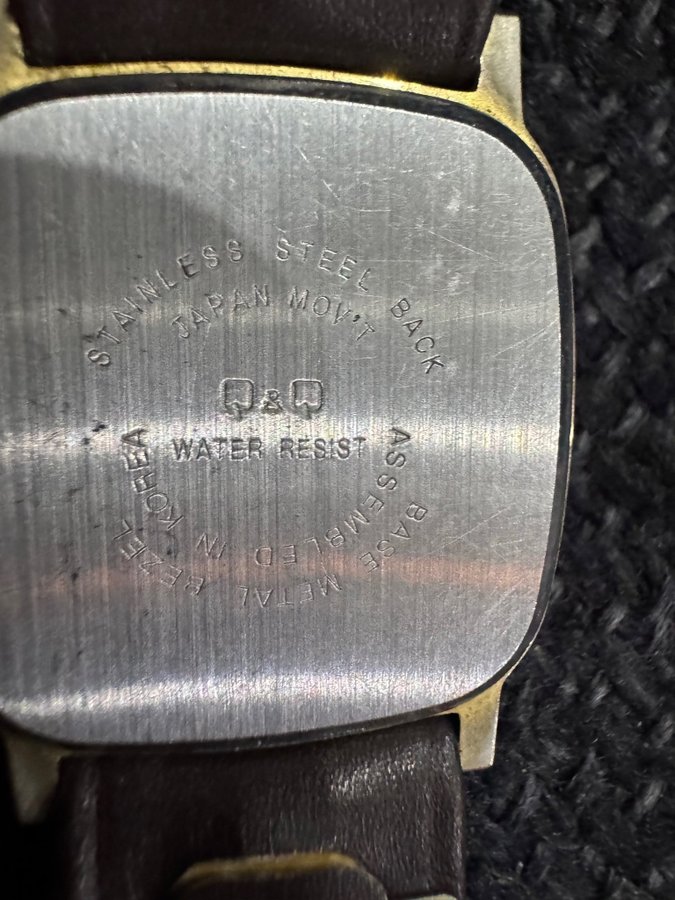 STAINLESS STEEL BACK
JAPAN MOV'T
Q&Q
WATER RESIST
ASSEMBLED IN KOREA
BASE METAL BEZEL